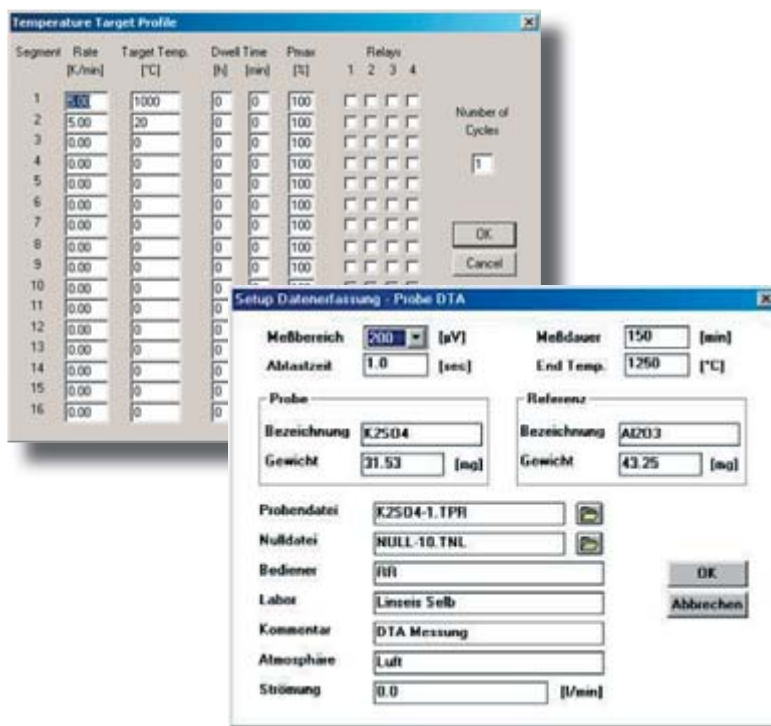 Temperature Target Profile
Segment Rate Target Temp. Dwell Time Pmax Relays
[K/min] [°C] [h] [min] [%] 1 2 3 4
1 5.00 1000 0 0 100
2 5.00 20 0 0 100
3 0.00 0 0 0 100
4 0.00 0 0 0 100
5 0.00 0 0 0 100
6 0.00 0 0 0 100
7 0.00 0 0 0 100
8 0.00 0 0 0 100
9 0.00 0 0 0 100
10 0.00 0
11 0.00 0
12 0.00 0
13 0.00 0
14 0.00 0
15 0.00 0
16 0.00 0
Number of
Cycles
1
OK
Cancel
Setup Datenerfassung - Probe DTA
Meßbereich 200 [µV] Meßdauer 150 [min]
Abtastzeit 1.0 [sec] End Temp. 1250 [°C]
Probe Referenz
Bezeichnung K2SO4 Bezeichnung Al2O3
Gewicht 31.53 [mg] Gewicht 43.25 [mg]
Probendatei K2SO4-1.TPR
Nulldatei NULL-10.TNL
Bediener RR
Labor Linseis Selb
Kommentar DTA Messung
Atmosphäre Luft
Strömung 0.0 [l/min]
OK
Abbrechen